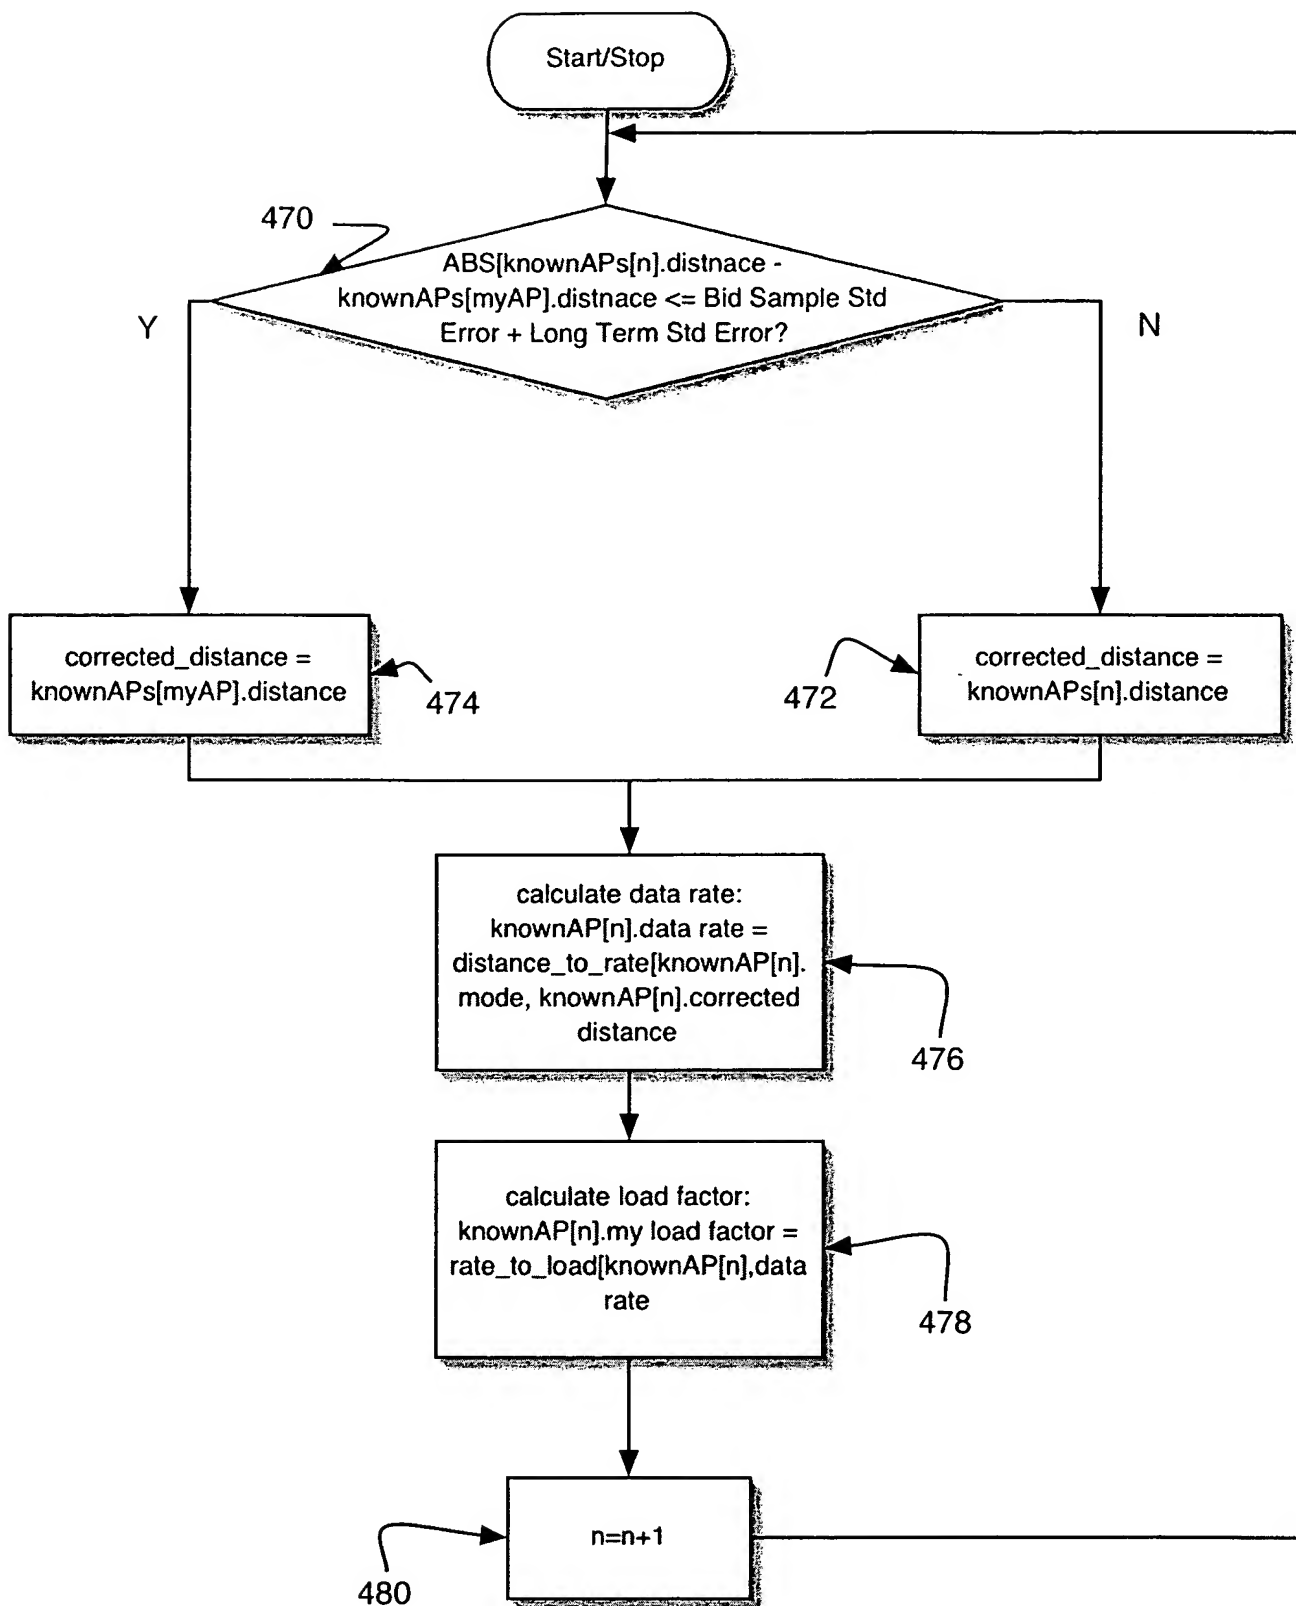 Start/Stop
470
ABS[knownAPs[n].distnace -
knownAPs[myAP].distnace <= Bid Sample Std
Error + Long Term Std Error?
Y
N
corrected_distance =
knownAPs[myAP].distance
474
472
corrected_distance =
knownAPs[n].distance
calculate data rate:
knownAP[n].data rate =
distance_to_rate[knownAP[n].
mode, knownAP[n].corrected
distance
476
calculate load factor:
knownAP[n].my load factor =
rate_to_load[knownAP[n],data
rate
478
n=n+1
480